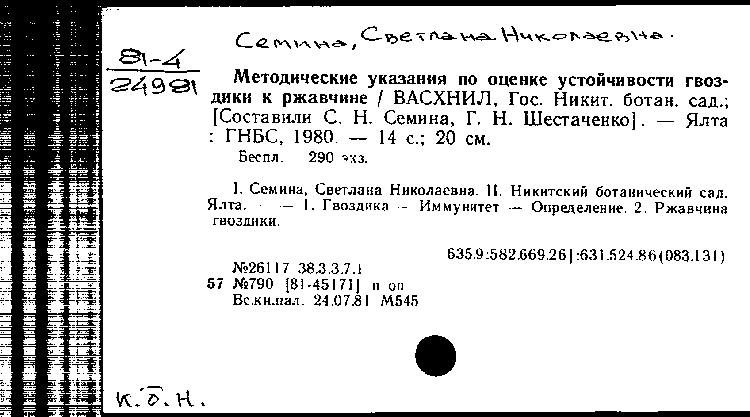 Семина, Светлана Николаевна.
81-4
24981
Методические указания по оценке устойчивости гвоз-
дики к ржавчине / ВАСХНИЛ, Гос. Никит. ботан. сад.;
[Составили С. Н. Семина, Г. Н. Шестаченко]. — Ялта
: ГНБС, 1980. — 14 с.; 20 см.
Беспл. 290 экз.
I. Семина, Светлана Николаевна. II. Никитский ботанический сад.
Ялта. — — 1. Гвоздика — Иммунитет — Определение. 2. Ржавчина
гвоздики.
635.9:582.669.26]:631.524.86(083.131)
№26117 38.3.3.7.1
57 №790 [81-45171] п оп
Вс.кн.пал. 24.07.81 М545
К.О.Н.